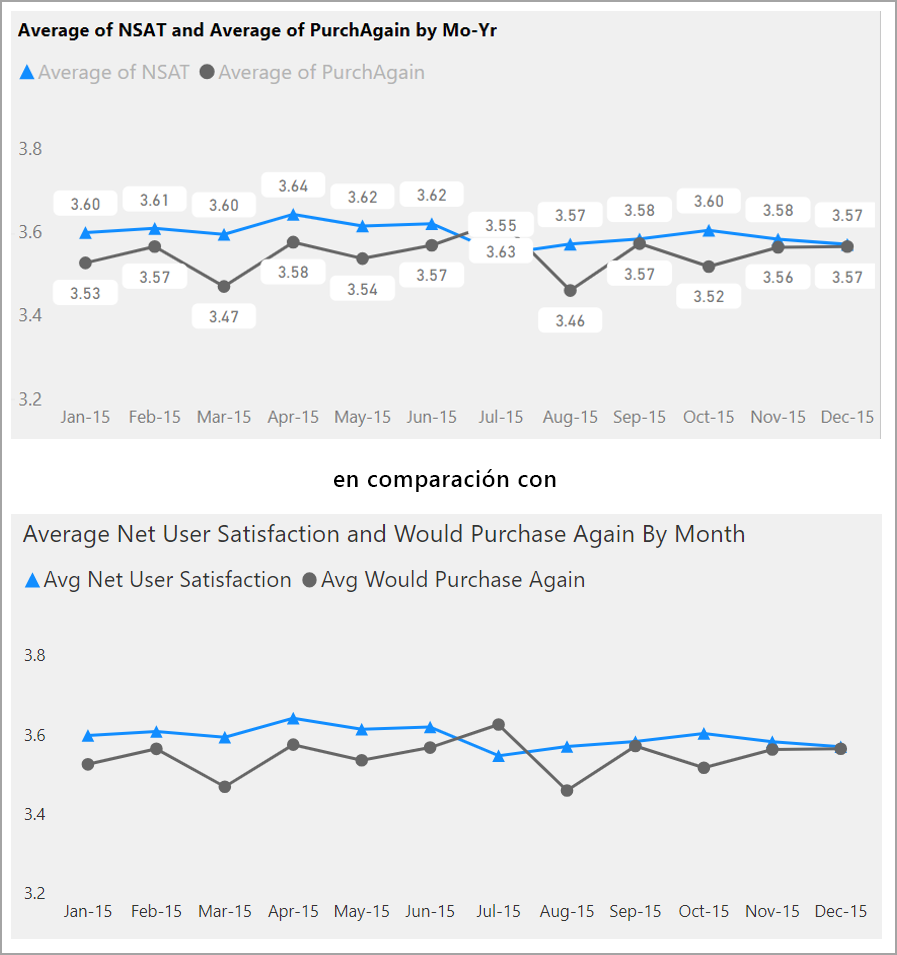 Average of NSAT and Average of PurchAgain by Mo-Yr
Average of NSAT Average of PurchAgain
3.8
3.60 3.61 3.60 3.64 3.62 3.62 3.55 3.57 3.58 3.60 3.58 3.57
3.6
3.53 3.57 3.47 3.58 3.54 3.57 3.63 3.46 3.57 3.52 3.56 3.57
3.4
3.2
Jan-15 Feb-15 Mar-15 Apr-15 May-15 Jun-15 Jul-15 Aug-15 Sep-15 Oct-15 Nov-15 Dec-15
en comparación con
Average Net User Satisfaction and Would Purchase Again By Month
Avg Net User Satisfaction Avg Would Purchase Again
3.8
3.6
3.4
3.2
Jan-15 Feb-15 Mar-15 Apr-15 May-15 Jun-15 Jul-15 Aug-15 Sep-15 Oct-15 Nov-15 Dec-15